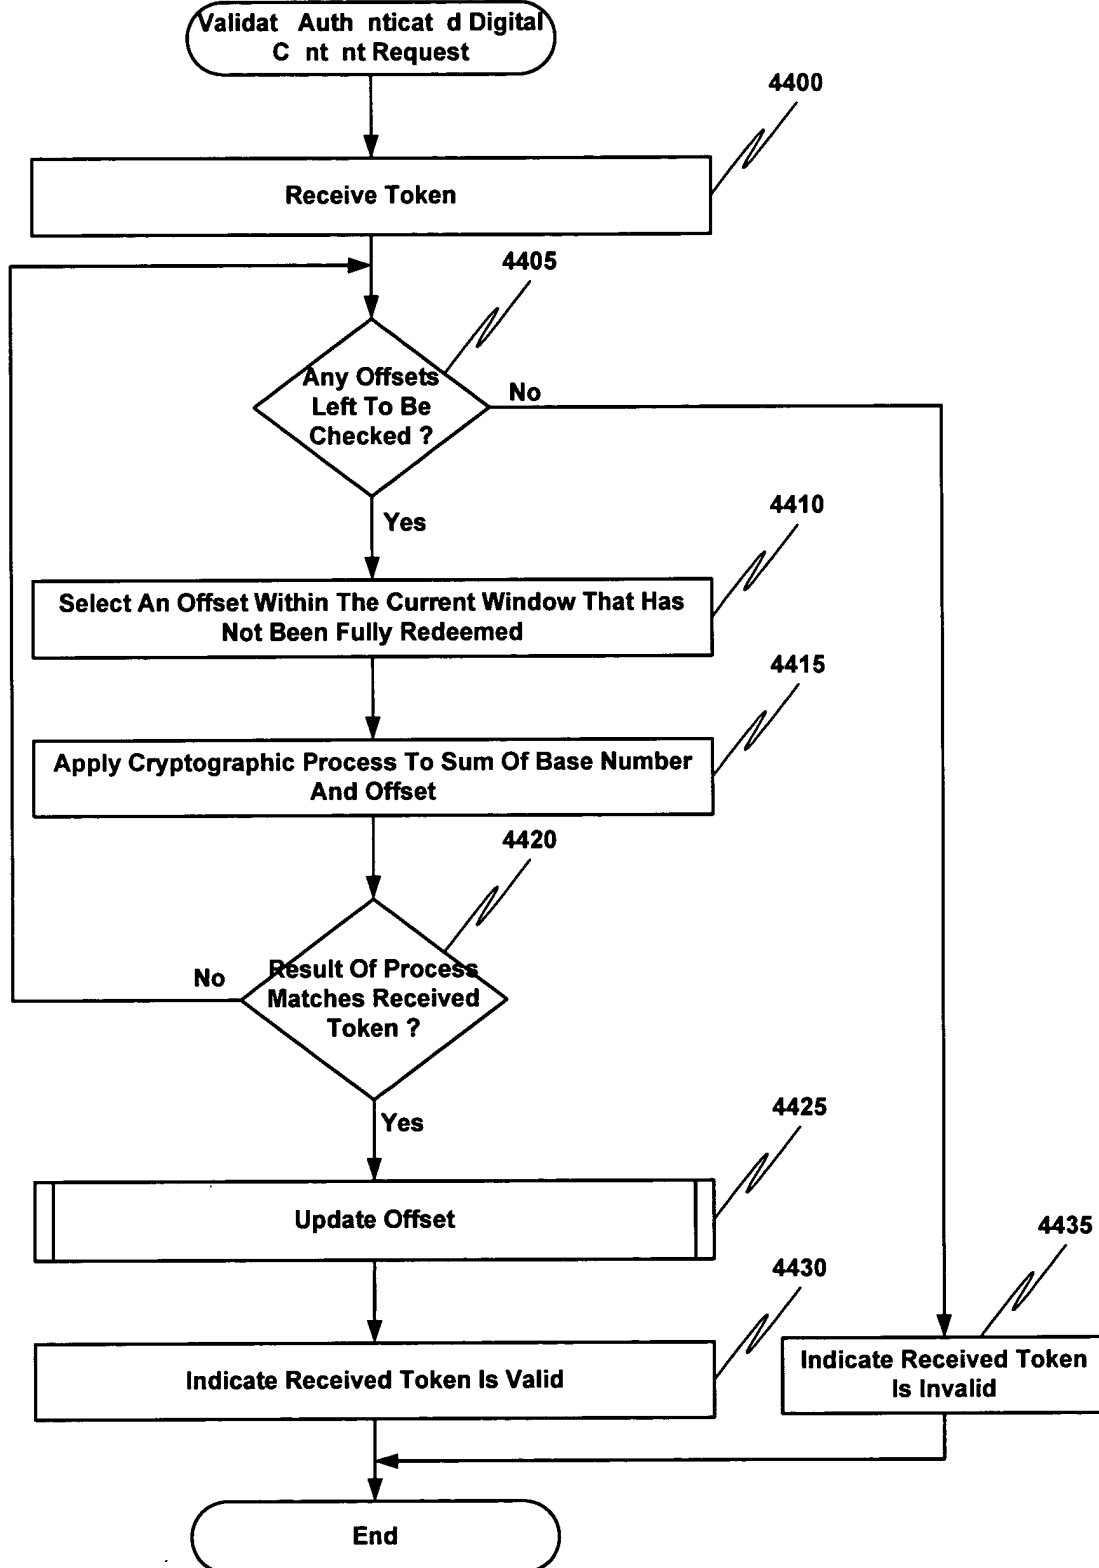 Validat Auth nticat d Digital
C nt nt Request
4400
Receive Token
4405
Any Offsets
Left To Be
Checked ?
No
Yes
4410
Select An Offset Within The Current Window That Has
Not Been Fully Redeemed
4415
Apply Cryptographic Process To Sum Of Base Number
And Offset
4420
Result Of Process
Matches Received
Token ?
No
Yes
4425
Update Offset
4435
4430
Indicate Received Token Is Valid
Indicate Received Token
Is Invalid
End